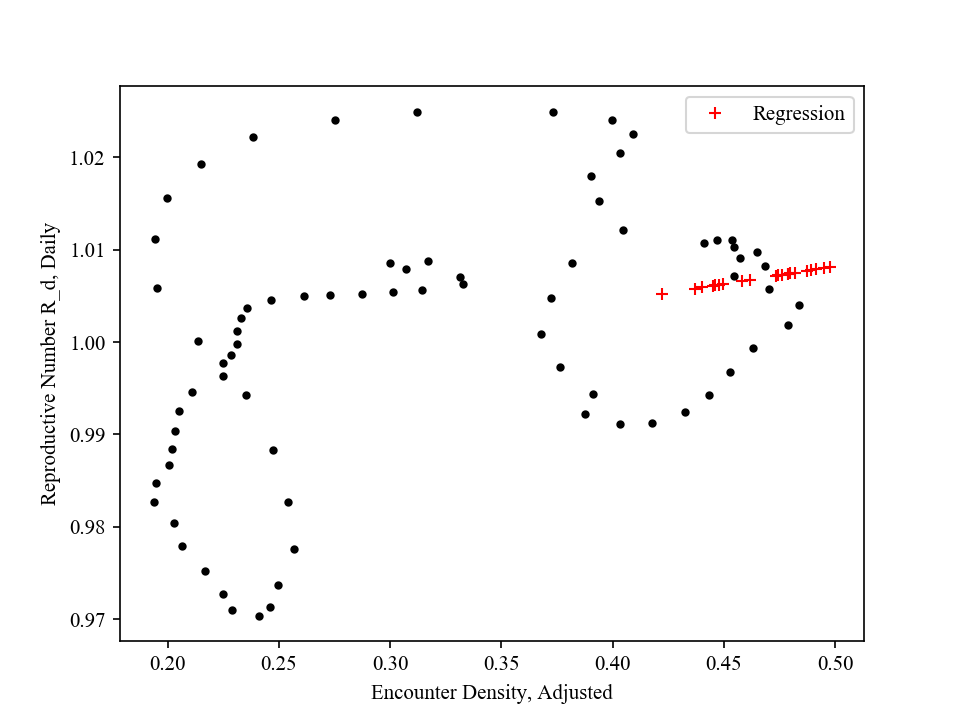 Regression
1.02
1.01
1.00
0.99
0.98
0.97
Reproductive Number R_d, Daily
0.20 0.25 0.30 0.35 0.40 0.45 0.50
Encounter Density, Adjusted